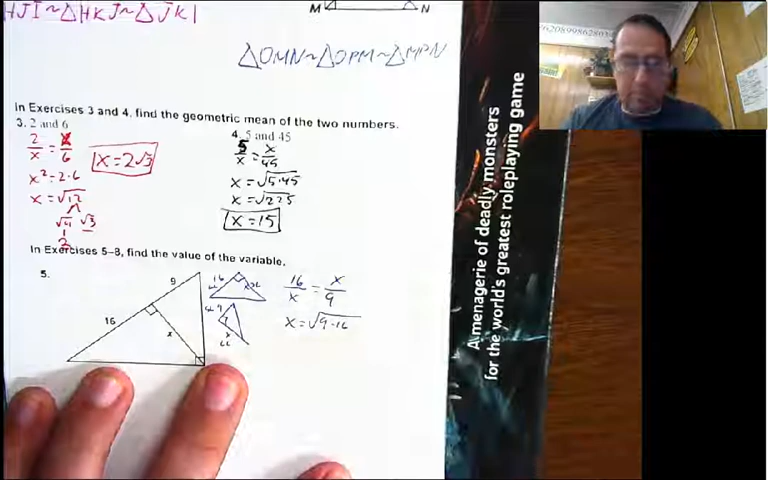 HJI~△HKJ~△JKI
M N
△OMN~△OPM~△MPN
In Exercises 3 and 4, find the geometric mean of the two numbers.
3. 2 and 6
2/x = x/6
x² = 2·6
x = √12
√4 √3
2
x = 2√3
4. 5 and 45
5/x = x/45
x = √5·45
x = √225
x = 15
In Exercises 5–8, find the value of the variable.
5.
9
16
x
16/x = x/9
x = √9·16
A menagerie of deadly monsters
for the world's greatest roleplaying game